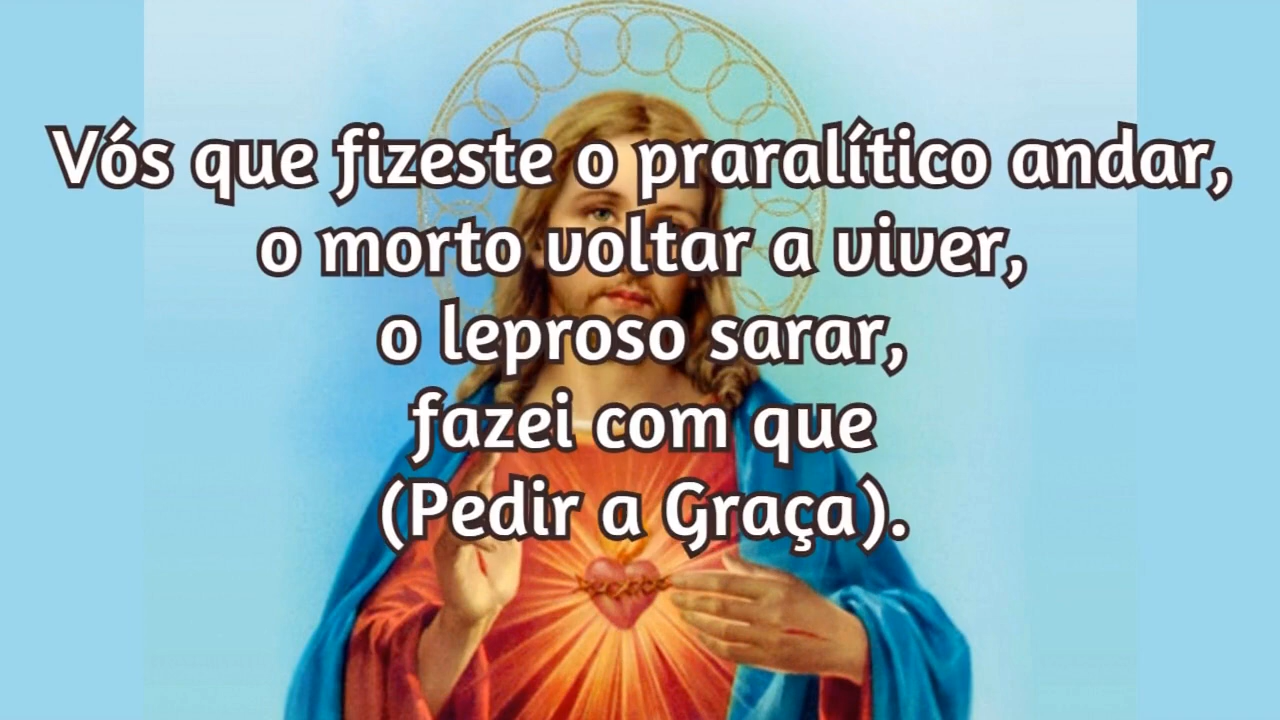 Vós que fizeste o praralítico andar,
o morto voltar a viver,
o leproso sarar,
fazei com que
(Pedir a Graça).